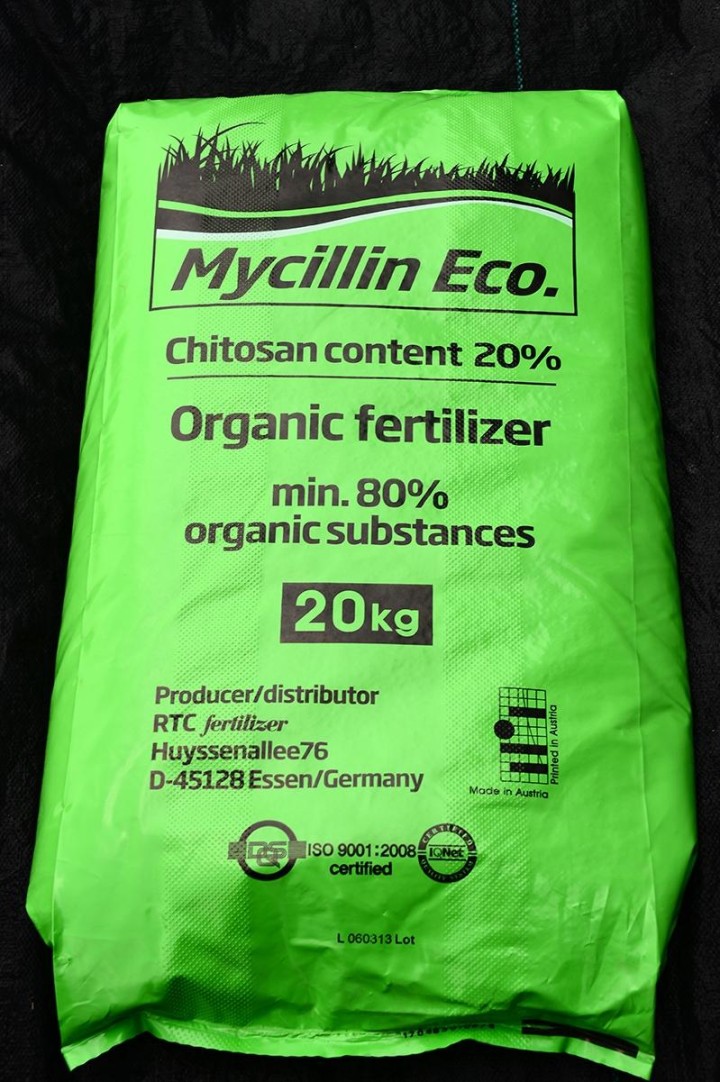 Mycillin Eco.
Chitosan content 20%
Organic fertilizer
min. 80%
organic substances
20kg
Producer/distributor
RTC fertilizer
Huyssenallee76
D-45128 Essen/Germany
Printed in Austria
Made in Austria
ISO 9001:2008
certified
CERTIFIED
IQNet
L 060313 Lot